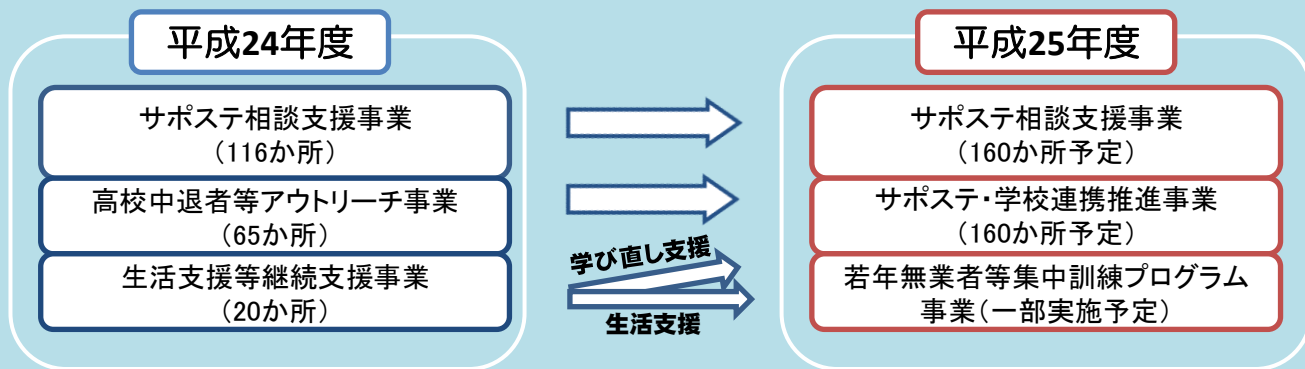 平成24年度
サポステ相談支援事業
(116か所)
高校中退者等アウトリーチ事業
(65か所)
生活支援等継続支援事業
(20か所)
学び直し支援
生活支援
平成25年度
サポステ相談支援事業
(160か所予定)
サポステ・学校連携推進事業
(160か所予定)
若年無業者等集中訓練プログラム
事業(一部実施予定)